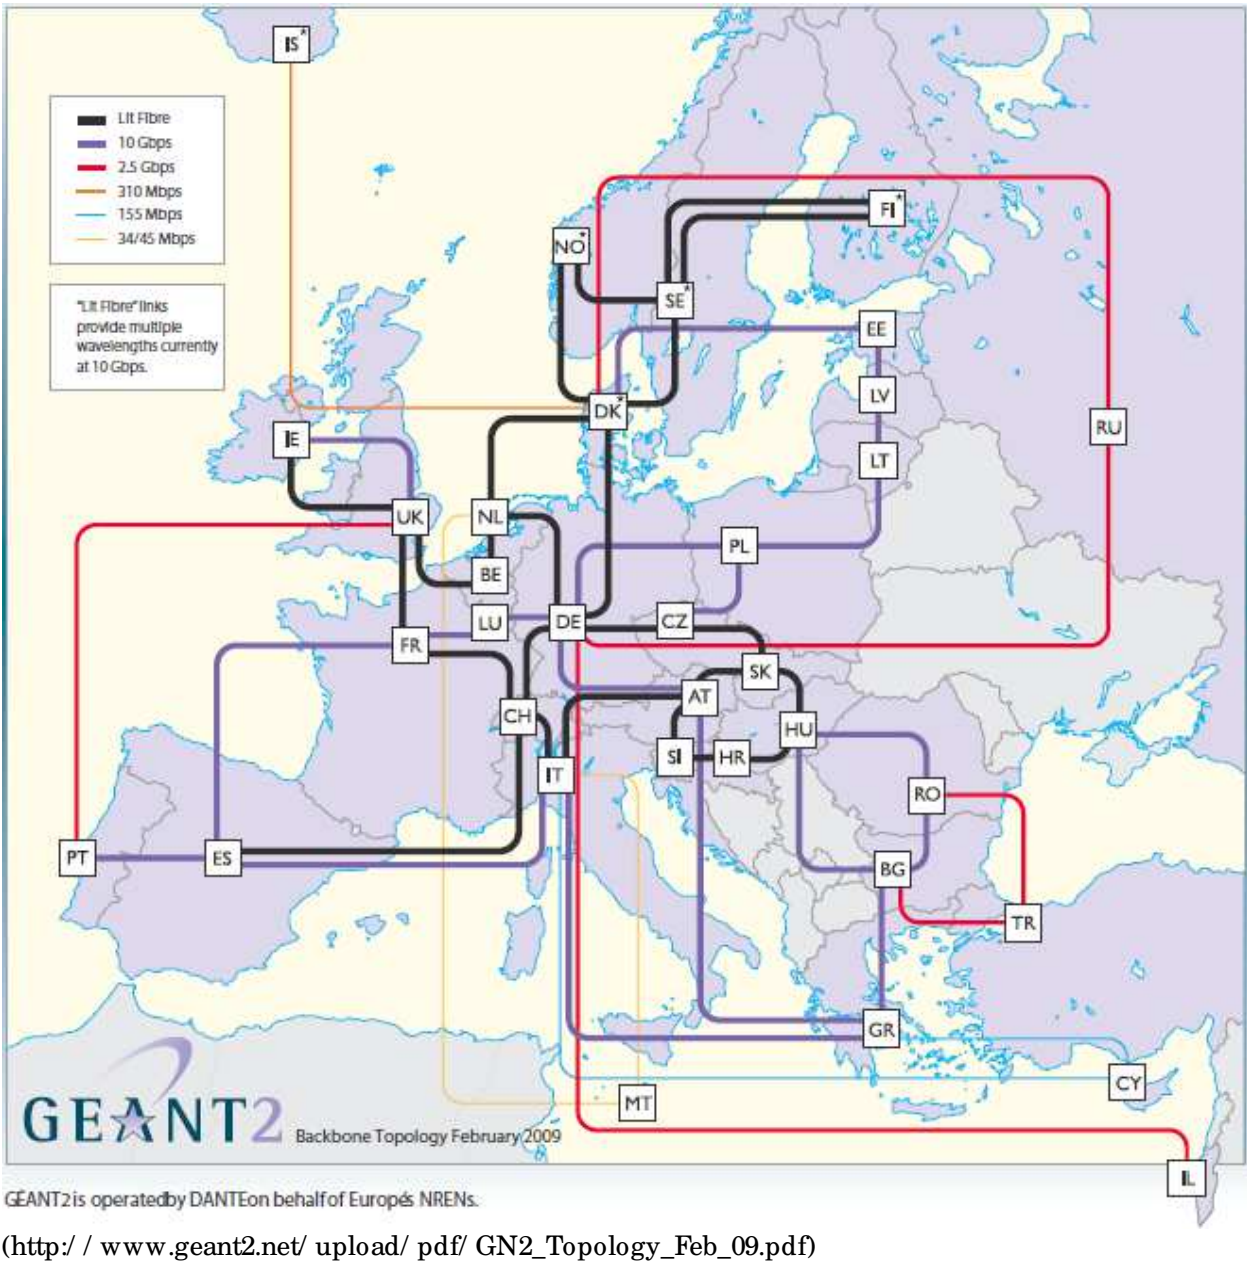 IS*
Lit Fibre
10 Gbps
2.5 Gbps
310 Mbps
155 Mbps
34/45 Mbps
"Lit Fibre" links
provide multiple
wavelengths currently
at 10 Gbps.
FI*
NO*
SE*
EE
LV
DK*
RU
IE
LT
UK
NL
PL
BE
LU
DE
CZ
FR
SK
AT
CH
HU
SI
HR
IT
RO
PT
ES
BG
TR
GR
CY
MT
GEANT2
Backbone Topology February 2009
IL
GÉANT2 is operated by DANTE on behalf of Europe's NRENs.
(http://www.geant2.net/upload/pdf/GN2_Topology_Feb_09.pdf)